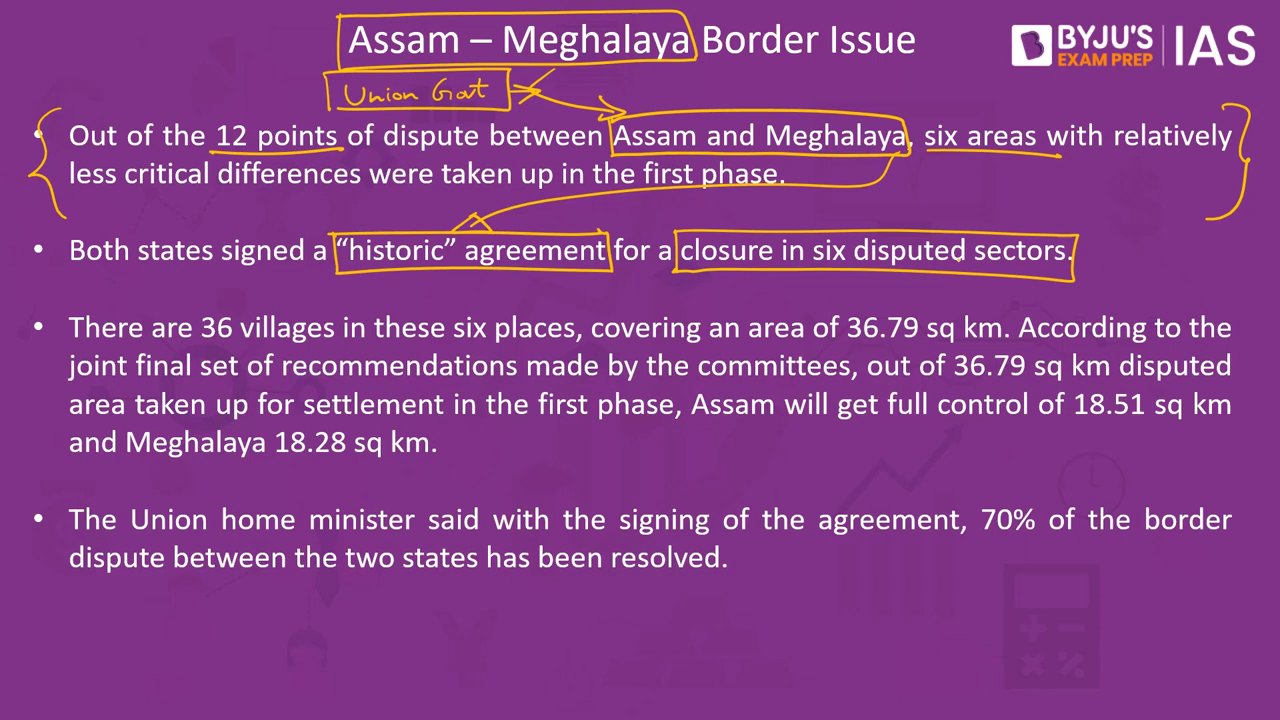 Assam – Meghalaya Border Issue
BYJU'S
EXAM PREP
IAS
Union Govt
• Out of the 12 points of dispute between Assam and Meghalaya, six areas with relatively
less critical differences were taken up in the first phase.
• Both states signed a “historic” agreement for a closure in six disputed sectors.
• There are 36 villages in these six places, covering an area of 36.79 sq km. According to the
joint final set of recommendations made by the committees, out of 36.79 sq km disputed
area taken up for settlement in the first phase, Assam will get full control of 18.51 sq km
and Meghalaya 18.28 sq km.
• The Union home minister said with the signing of the agreement, 70% of the border
dispute between the two states has been resolved.